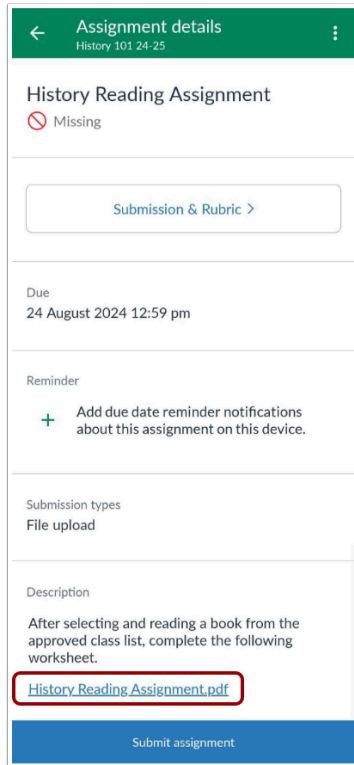 Assignment details
History 101 24-25
History Reading Assignment
Missing
Submission & Rubric >
Due
24 August 2024 12:59 pm
Reminder
Add due date reminder notifications
about this assignment on this device.
Submission types
File upload
Description
After selecting and reading a book from the
approved class list, complete the following
worksheet.
History Reading Assignment.pdf
Submit assignment